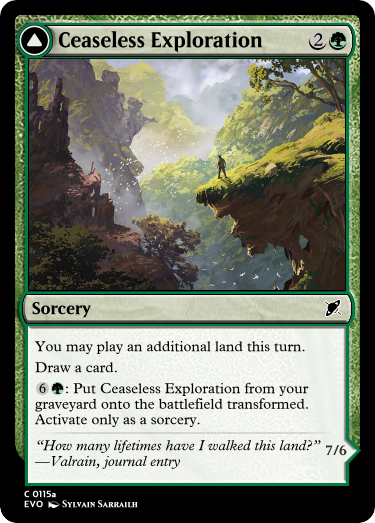 Ceaseless Exploration 2
Sorcery
You may play an additional land this turn.
Draw a card.
6 : Put Ceaseless Exploration from your
graveyard onto the battlefield transformed.
Activate only as a sorcery.
"How many lifetimes have I walked this land?"
—Valrain, journal entry
7/6
C 0115a
EVO Sylvain Sarrailh